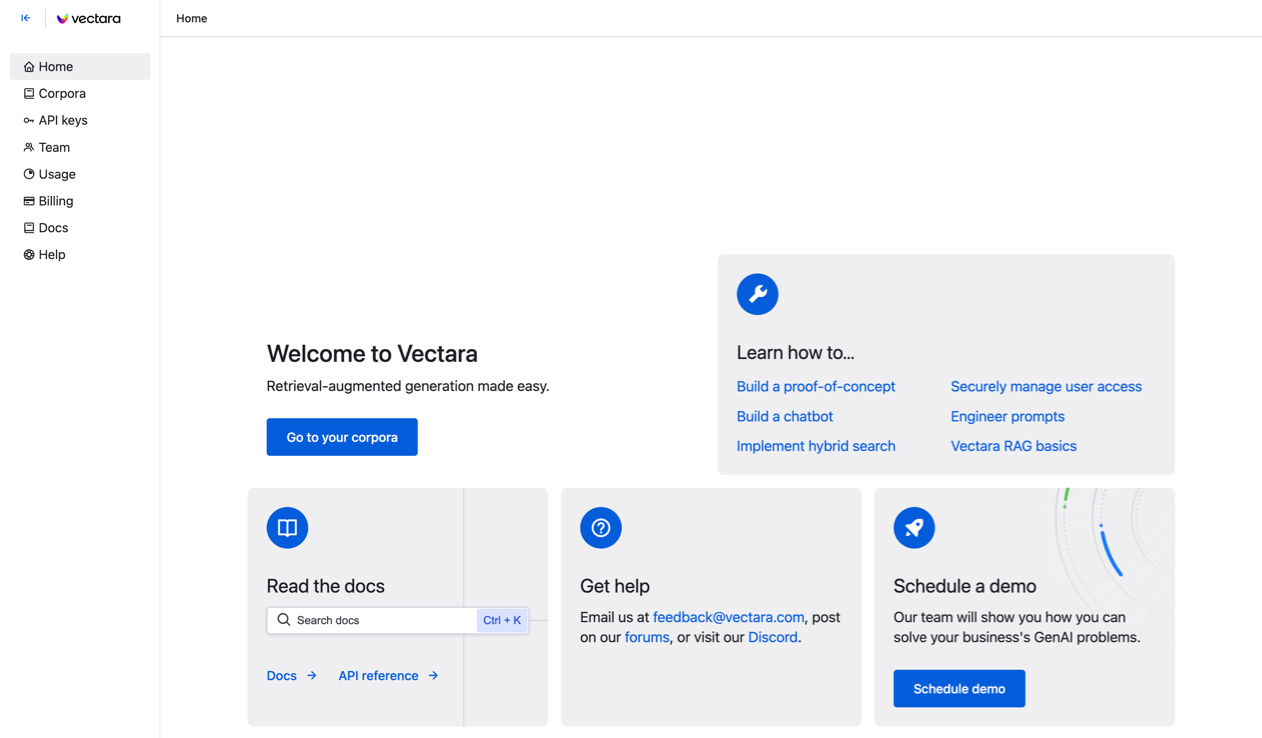 vectara
Home
Home
Corpora
API keys
Team
Usage
Billing
Docs
Help
Welcome to Vectara
Retrieval-augmented generation made easy.
Go to your corpora
Learn how to...
Build a proof-of-concept
Securely manage user access
Build a chatbot
Engineer prompts
Implement hybrid search
Vectara RAG basics
Read the docs
Search docs
Ctrl + K
Docs
API reference
Get help
Email us at feedback@vectara.com, post
on our forums, or visit our Discord.
Schedule a demo
Our team will show you how you can
solve your business's GenAI problems.
Schedule demo